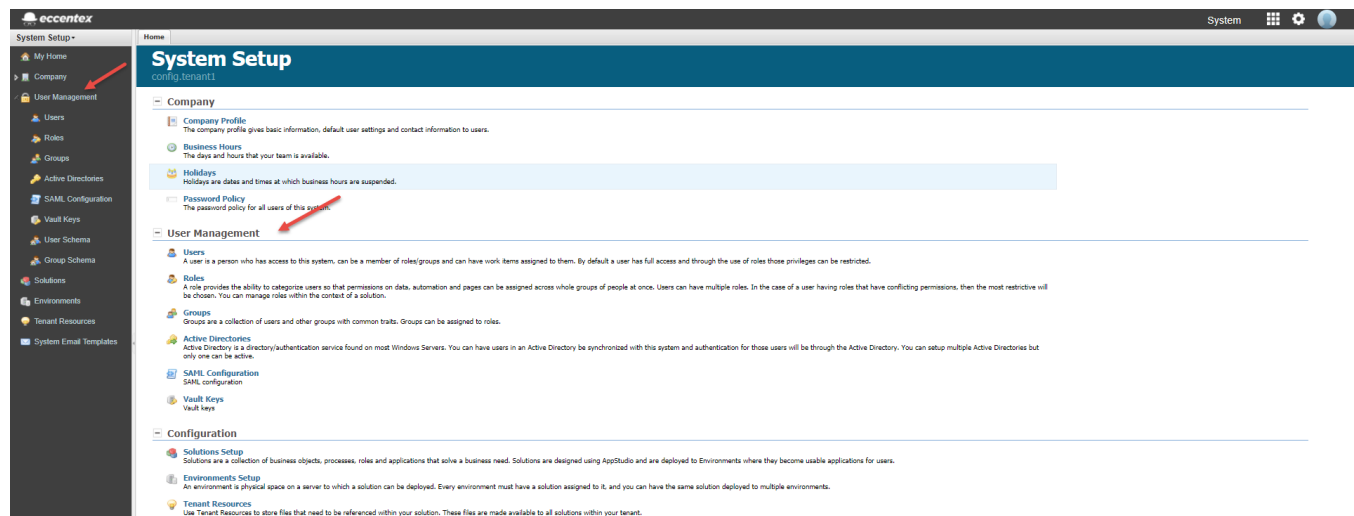 eccentex
System
System Setup
Home
My Home
Company
User Management
Users
Roles
Groups
Active Directories
SAML Configuration
Vault Keys
User Schema
Group Schema
Solutions
Environments
Tenant Resources
System Email Templates
System Setup
config.tenant1
Company
Company Profile
The company profile gives basic information, default user settings and contact information to users.
Business Hours
The days and hours that your team is available.
Holidays
Holidays are dates and times at which business hours are suspended.
Password Policy
The password policy for all users of this system.
User Management
Users
A user is a person who has access to this system, can be a member of roles/groups and can have work items assigned to them. By default a user has full access and through the use of roles those privileges can be restricted.
Roles
A role provides the ability to categorize users so that permissions on data, automation and pages can be assigned across whole groups of people at once. Users can have multiple roles. In the case of a user having roles that have conflicting permissions, then the most restrictive will
be chosen. You can manage roles within the context of a solution.
Groups
Groups are a collection of users and other groups with common traits. Groups can be assigned to roles.
Active Directories
Active Directory is a directory/authentication service found on most Windows Servers. You can have users in an Active Directory be synchronized with this system and authentication for those users will be through the Active Directory. You can setup multiple Active Directories but
only one can be active.
SAML Configuration
SAML configuration
Vault Keys
Vault keys
Configuration
Solutions Setup
Solutions are a collection of business objects, processes, roles and applications that solve a business need. Solutions are designed using AppStudio and are deployed to Environments where they become usable applications for users.
Environments Setup
An environment is physical space on a server to which a solution can be deployed. Every environment must have a solution assigned to it, and you can have the same solution deployed to multiple environments.
Tenant Resources
Use Tenant Resources to store files that need to be referenced within your solution. These files are made available to all solutions within your tenant.